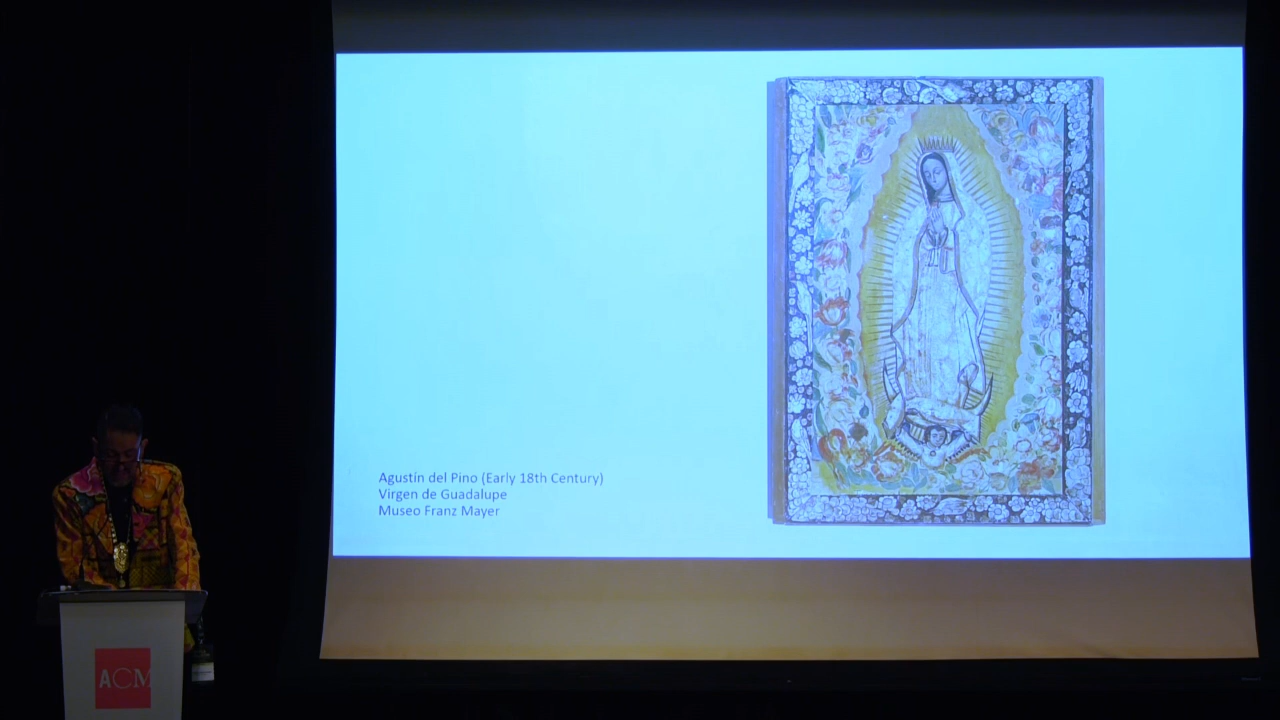 Agustín del Pino (Early 18th Century)
Virgen de Guadalupe
Museo Franz Mayer
ACM